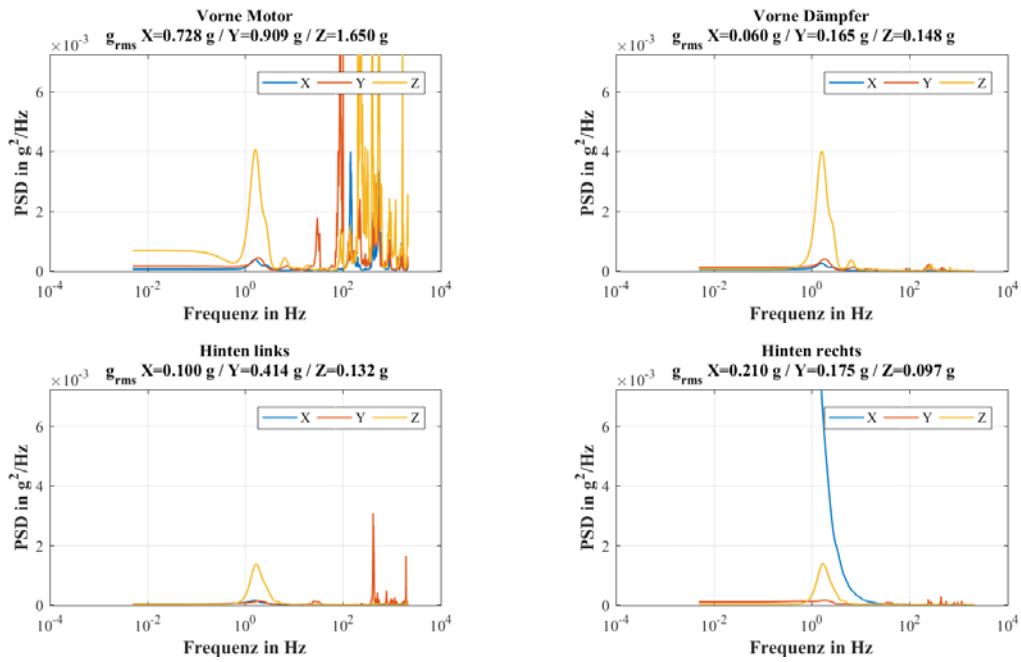 Vorne Motor
g_rms X=0.728 g / Y=0.909 g / Z=1.650 g
×10^-3
6
4
2
0
PSD in g^2/Hz
X Y Z
10^-4 10^-2 10^0 10^2 10^4
Frequenz in Hz
Vorne Dämpfer
g_rms X=0.060 g / Y=0.165 g / Z=0.148 g
×10^-3
6
4
2
0
PSD in g^2/Hz
X Y Z
10^-4 10^-2 10^0 10^2 10^4
Frequenz in Hz
Hinten links
g_rms X=0.100 g / Y=0.414 g / Z=0.132 g
×10^-3
6
4
2
0
PSD in g^2/Hz
X Y Z
10^-4 10^-2 10^0 10^2 10^4
Frequenz in Hz
Hinten rechts
g_rms X=0.210 g / Y=0.175 g / Z=0.097 g
×10^-3
6
4
2
0
PSD in g^2/Hz
X Y Z
10^-4 10^-2 10^0 10^2 10^4
Frequenz in Hz